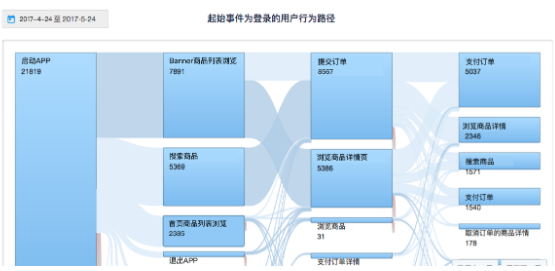 2017-4-24 至 2017-5-24
起始事件为登录的用户行为路径
启动APP
21819
Banner商品列表浏览
7891
搜索商品
5369
首页商品列表浏览
2385
退出APP
提交订单
8567
浏览商品详情页
5386
浏览商品
31
支付订单详情
支付订单
5037
浏览商品详情
2346
搜索商品
1571
支付订单
1540
取消订单的商品详情
178